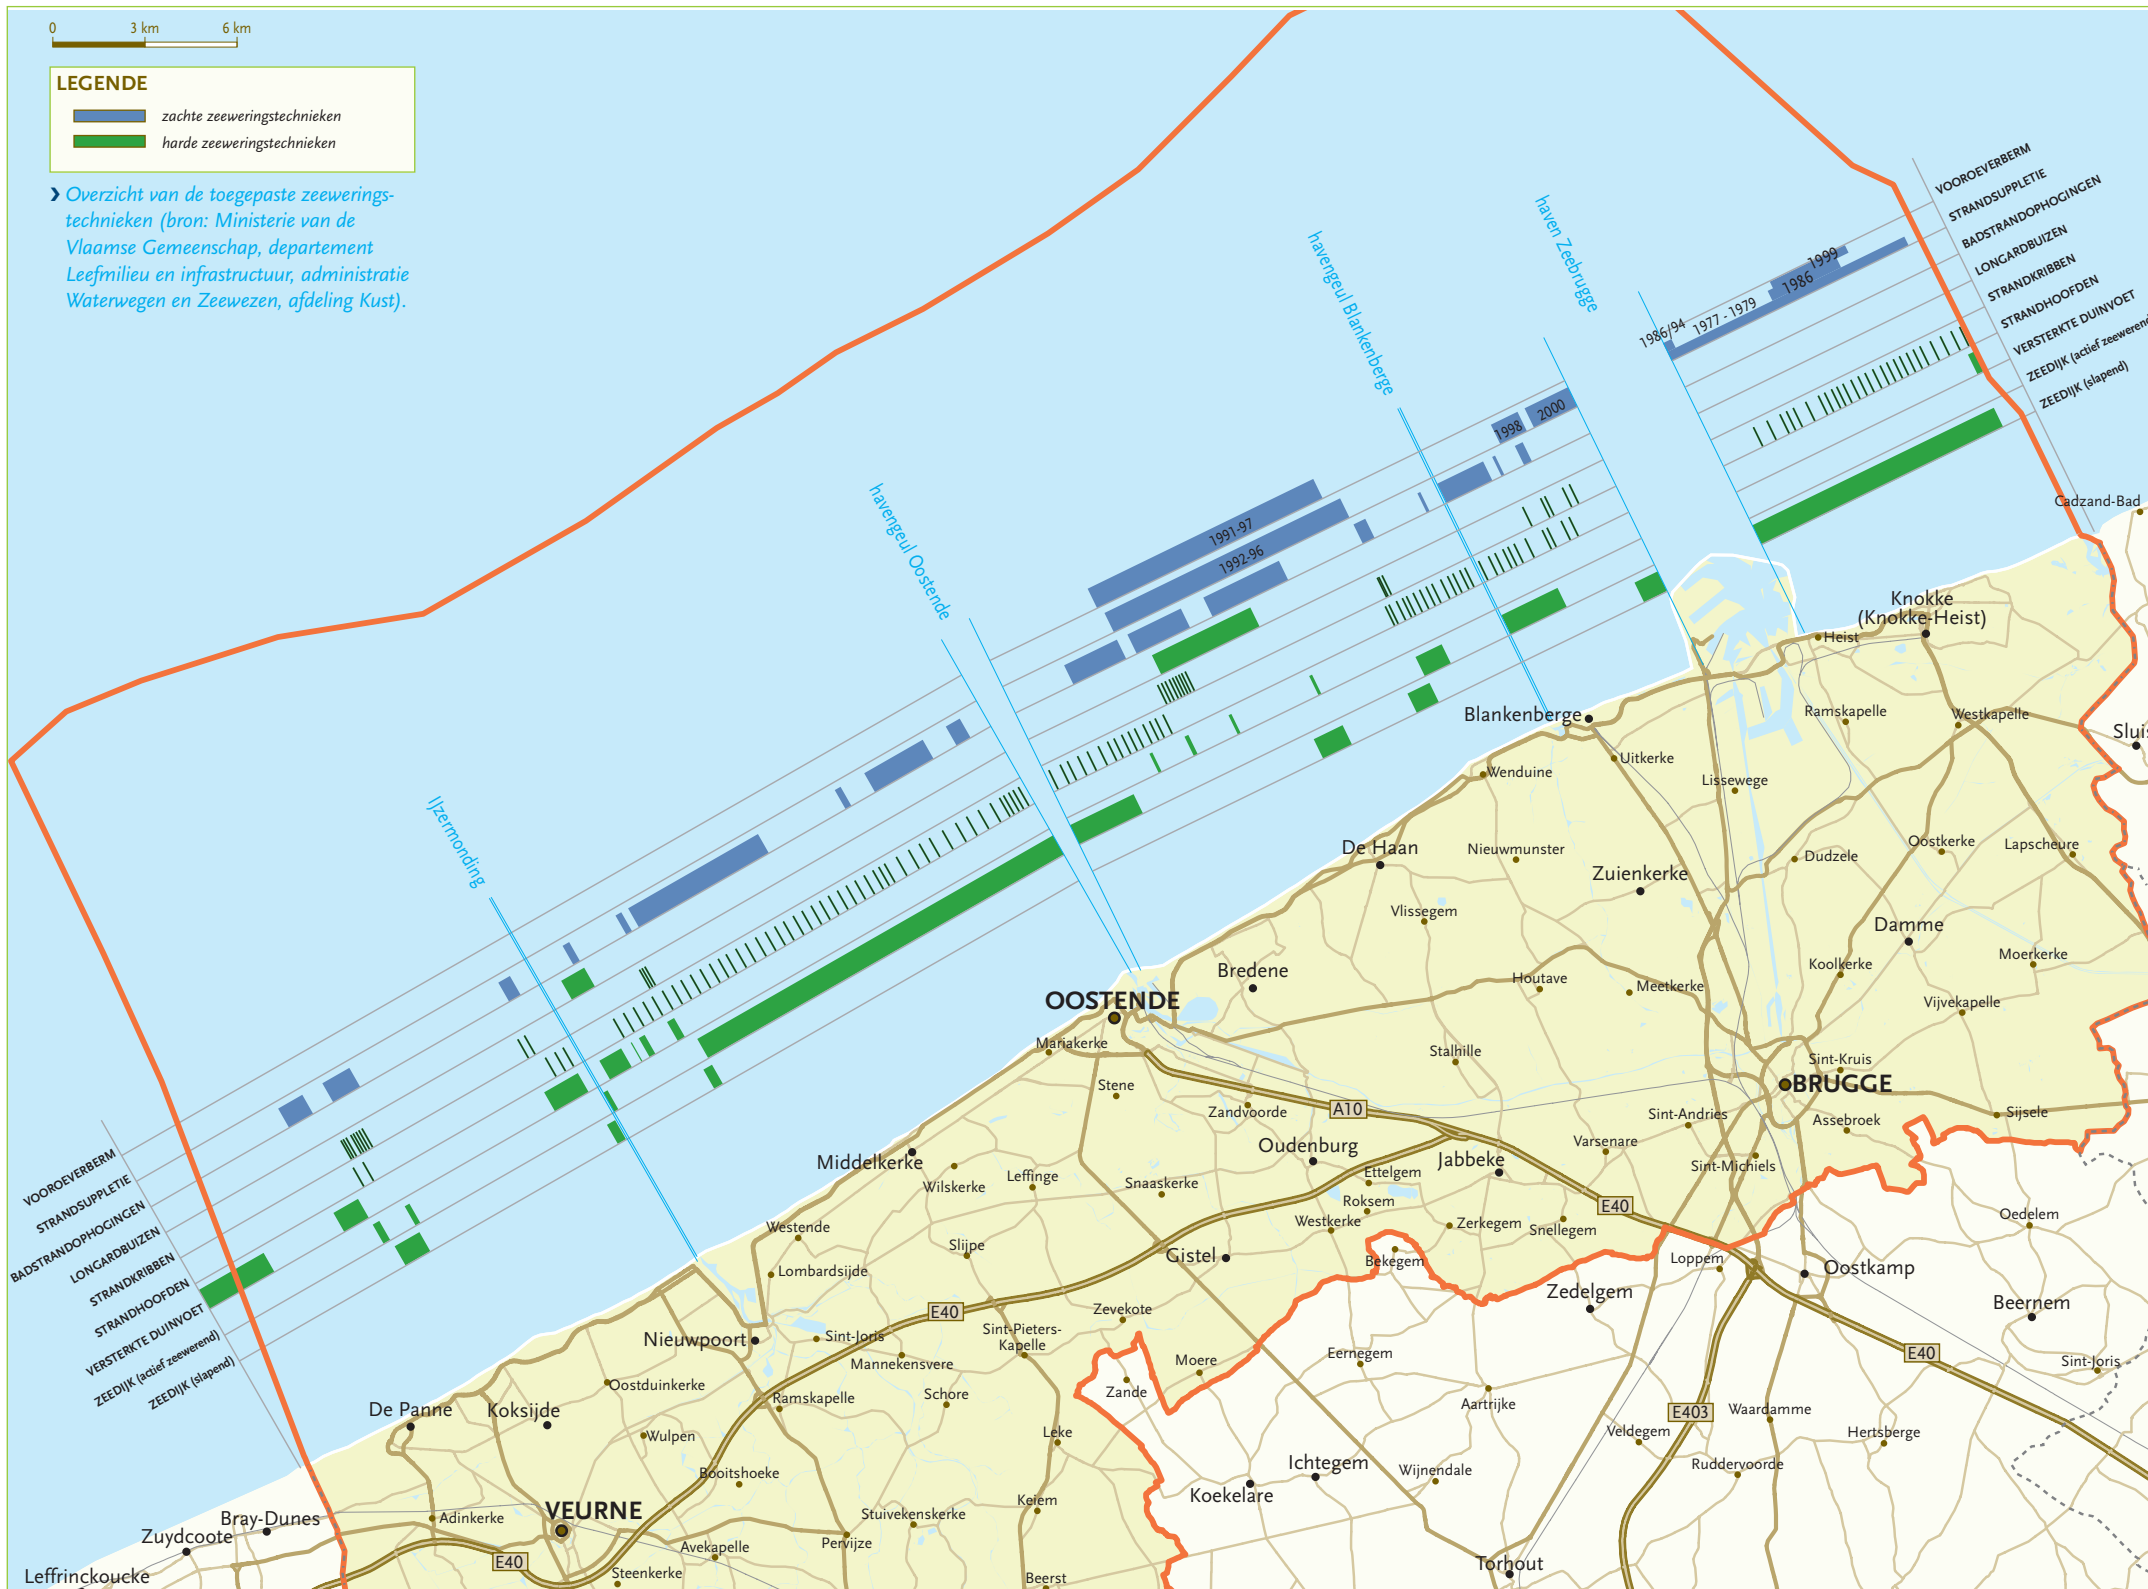 0 3 km 6 km
LEGENDE
zachte zeeweringstechnieken
harde zeeweringstechnieken
› Overzicht van de toegepaste zeewerings-
technieken (bron: Ministerie van de
Vlaamse Gemeenschap, departement
Leefmilieu en infrastructuur, administratie
Waterwegen en Zeewezen, afdeling Kust).
VOOROEVERBERM
STRANDSUPPLETIE
BADSTRANDOPHOGINGEN
LONGARDBUIZEN
STRANDKRIBBEN
STRANDHOOFDEN
VERSTERKTE DUINVOET
ZEEDIJK (actief zeewerend
ZEEDIJK (slapend)
haven Zeebrugge
havengeul Blankenberge
havengeul Oostende
IJzermonding
1999
1986
1977 - 1979
1986/94
2000
1998
1991-97
1992-96
VOOROEVERBERM
STRANDSUPPLETIE
BADSTRANDOPHOGINGEN
LONGARDBUIZEN
STRANDKRIBBEN
STRANDHOOFDEN
VERSTERKTE DUINVOET
ZEEDIJK (actief zeewerend)
ZEEDIJK (slapend)
Cadzand-Bad
Knokke
(Knokke-Heist)
Heist
Ramskapelle
Westkapelle
Sluis
Blankenberge
Uitkerke
Lissewege
Wenduine
De Haan
Nieuwmunster
Zuienkerke
Dudzele
Oostkerke
Lapscheure
Vlissegem
Damme
Moerkerke
Koolkerke
Vijvekapelle
Bredene
Houtave
Meetkerke
OOSTENDE
Mariakerke
Stalhille
Sint-Kruis
BRUGGE
Stene
Zandvoorde
A10
Sint-Andries
Assebroek
Sijsele
Oudenburg
Jabbeke
Varsenare
Sint-Michiels
Middelkerke
Wilskerke
Leffinge
Snaaskerke
Ettelgem
Roksem
Westkerke
Zerkegem
Snellegem
E40
Oedelem
Westende
Slijpe
Gistel
Bekegem
Loppem
Oostkamp
Lombardsijde
Zedelgem
Beernem
E40
Zevekote
Nieuwpoort
Sint-Joris
Mannekensvere
Sint-Pieters-
Kapelle
Moere
Eernegem
E40
Sint-Joris
Oostduinkerke
Ramskapelle
Schore
Zande
Aartrijke
E403
Waardamme
De Panne
Koksijde
Wulpen
Leke
Veldegem
Hertsberge
Booitshoeke
Ichtegem
Wijnendale
Ruddervoorde
Koekelare
VEURNE
Keiem
Stuivekenskerke
Bray-Dunes
Adinkerke
Zuydcoote
Pervijze
Avekapelle
E40
Steenkerke
Beerst
Torhout
Leffrinckoucke